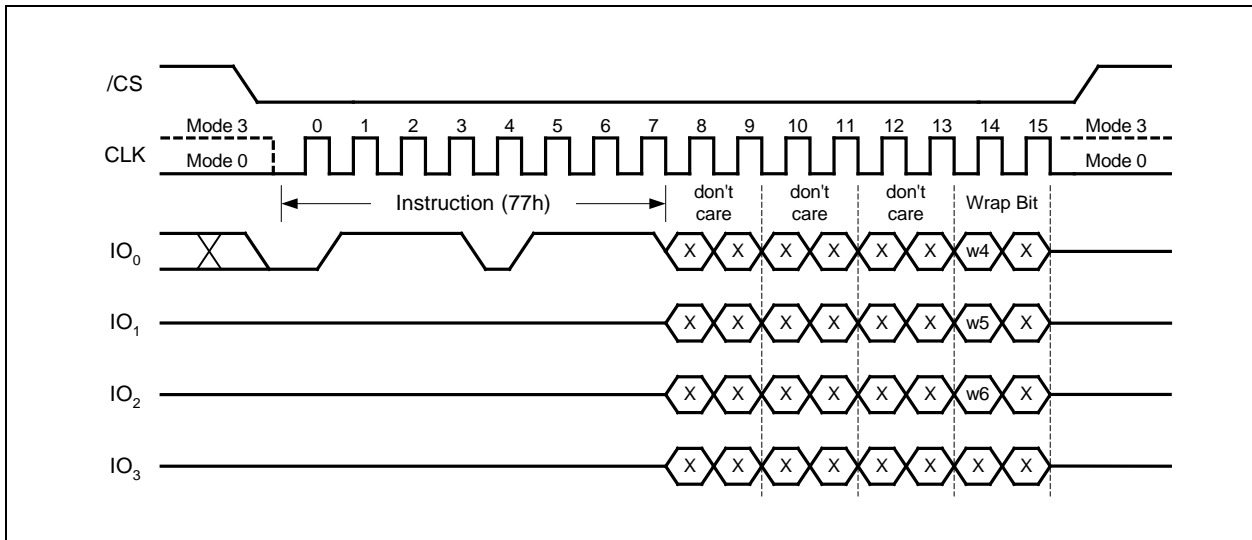 /CS
Mode 3 0 1 2 3 4 5 6 7 8 9 10 11 12 13 14 15 Mode 3
CLK Mode 0 Mode 0
Instruction (77h) don't care don't care don't care Wrap Bit
IO0 X X X X X X w4 X
IO1 X X X X X X w5 X
IO2 X X X X X X w6 X
IO3 X X X X X X X X